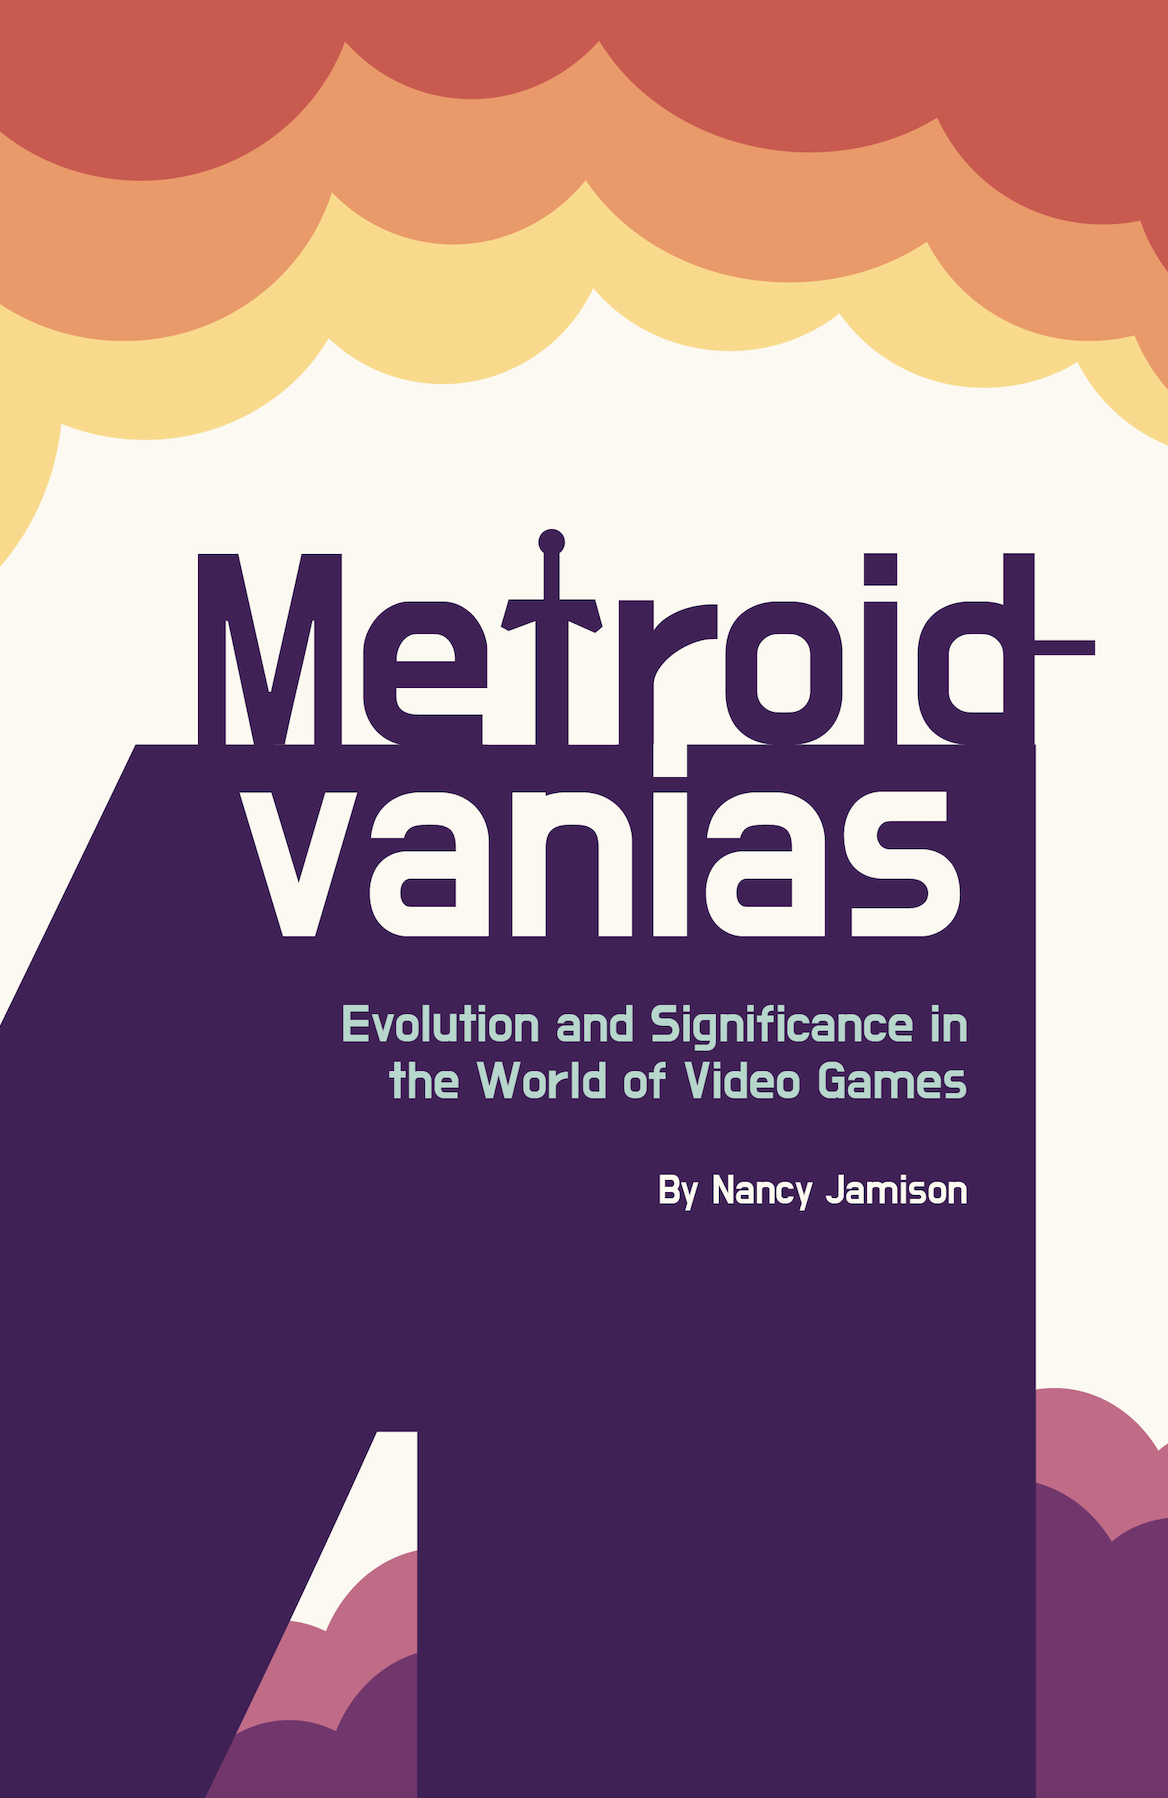 Metroid-
vanias
Evolution and Significance in
the World of Video Games
By Nancy Jamison